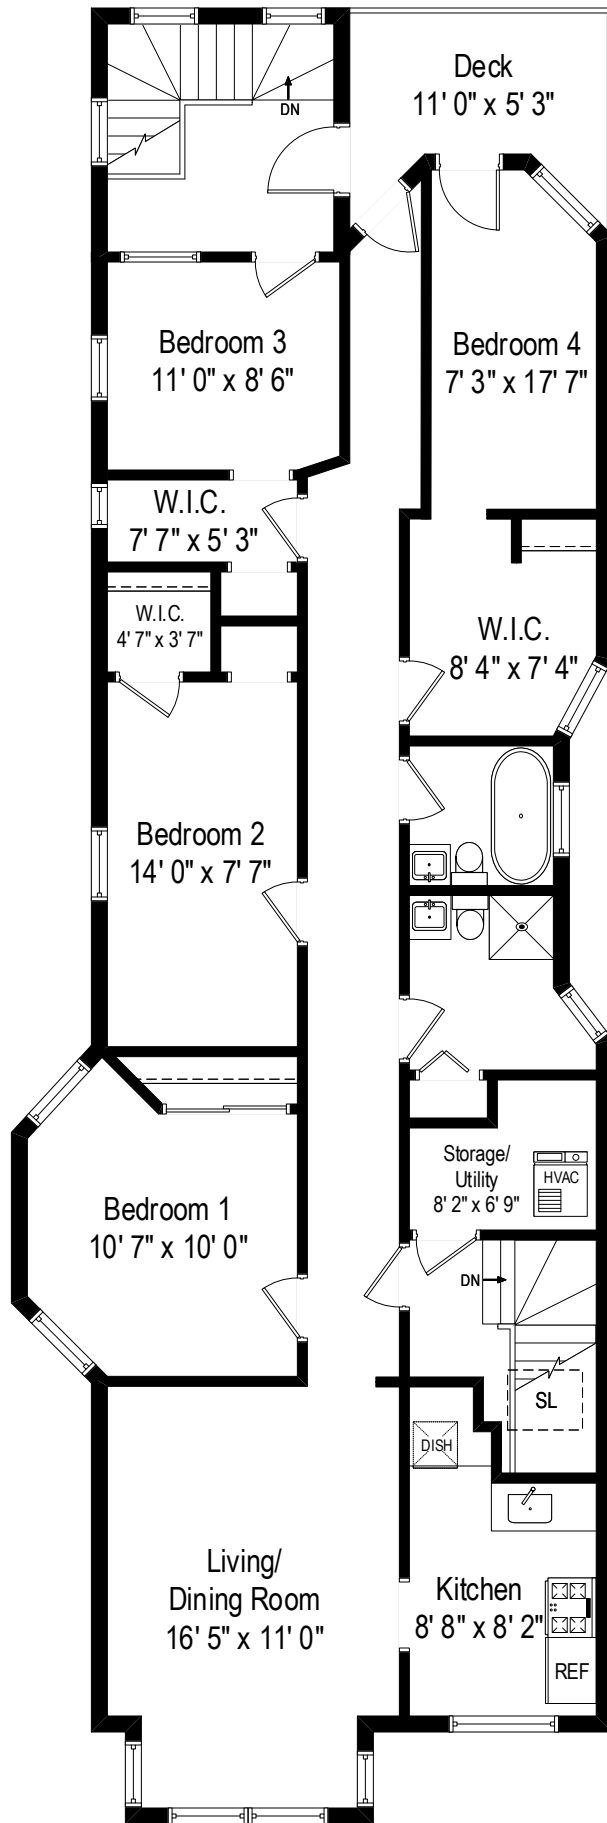 Deck
11' 0" x 5' 3"
DN
Bedroom 3
11' 0" x 8' 6"
Bedroom 4
7' 3" x 17' 7"
W.I.C.
7' 7" x 5' 3"
W.I.C.
4' 7" x 3' 7"
W.I.C.
8' 4" x 7' 4"
Bedroom 2
14' 0" x 7' 7"
Storage/
Utility
8' 2" x 6' 9"
HVAC
Bedroom 1
10' 7" x 10' 0"
DN
SL
DISH
Living/
Dining Room
16' 5" x 11' 0"
Kitchen
8' 8" x 8' 2"
REF